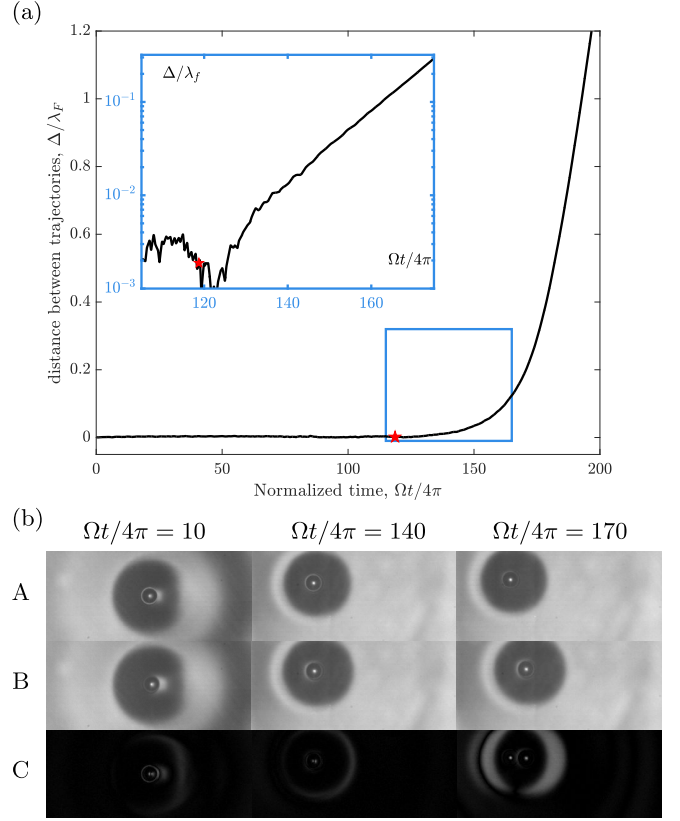 (a)
1.2
1
0.8
0.6
0.4
0.2
0
distance between trajectories, Δ/λ_F
Δ/λ_f
10^{-1}
10^{-2}
10^{-3}
Ωt/4π
120 140 160
0 50 100 150 200
Normalized time, Ωt/4π
(b)
Ωt/4π = 10 Ωt/4π = 140 Ωt/4π = 170
A
B
C